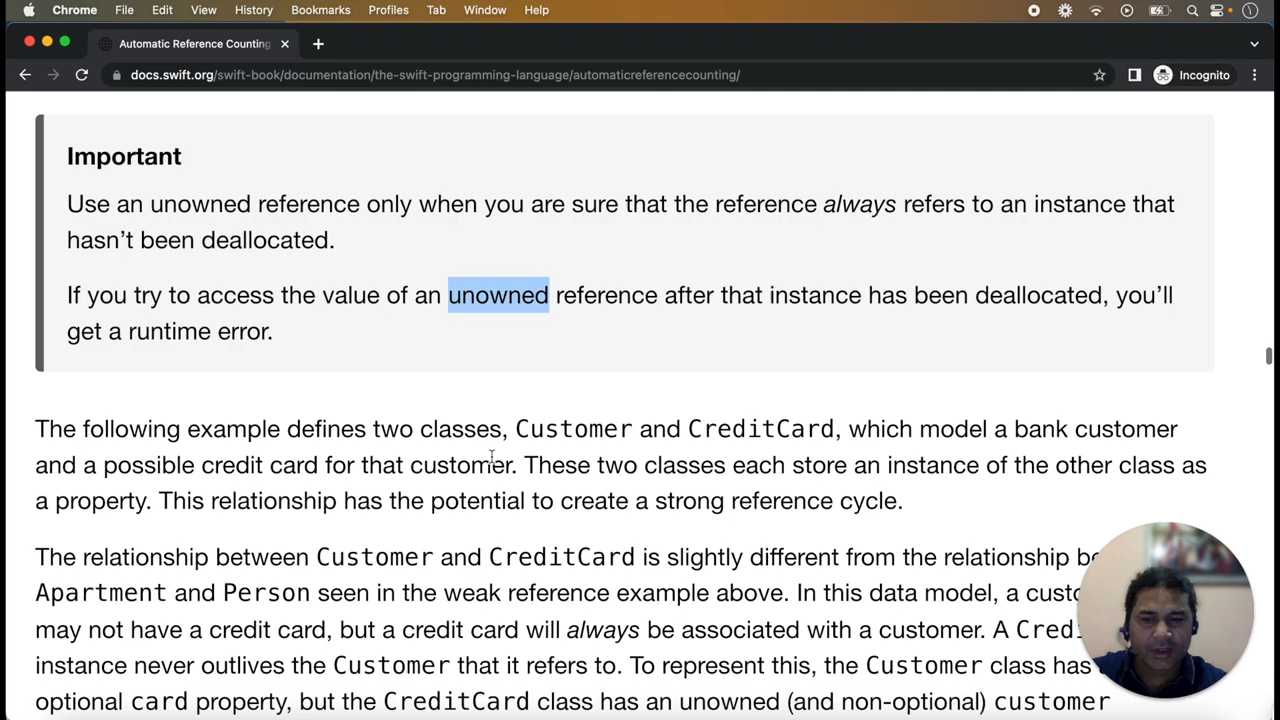 Chrome File Edit View History Bookmarks Profiles Tab Window Help
Automatic Reference Counting
docs.swift.org/swift-book/documentation/the-swift-programming-language/automaticreferencecounting/
Incognito
Important
Use an unowned reference only when you are sure that the reference always refers to an instance that
hasn’t been deallocated.
If you try to access the value of an unowned reference after that instance has been deallocated, you’ll
get a runtime error.
The following example defines two classes, Customer and CreditCard, which model a bank customer
and a possible credit card for that customer. These two classes each store an instance of the other class as
a property. This relationship has the potential to create a strong reference cycle.
The relationship between Customer and CreditCard is slightly different from the relationship be
Apartment and Person seen in the weak reference example above. In this data model, a custo
may not have a credit card, but a credit card will always be associated with a customer. A Credi
instance never outlives the Customer that it refers to. To represent this, the Customer class has
optional card property, but the CreditCard class has an unowned (and non-optional) customer